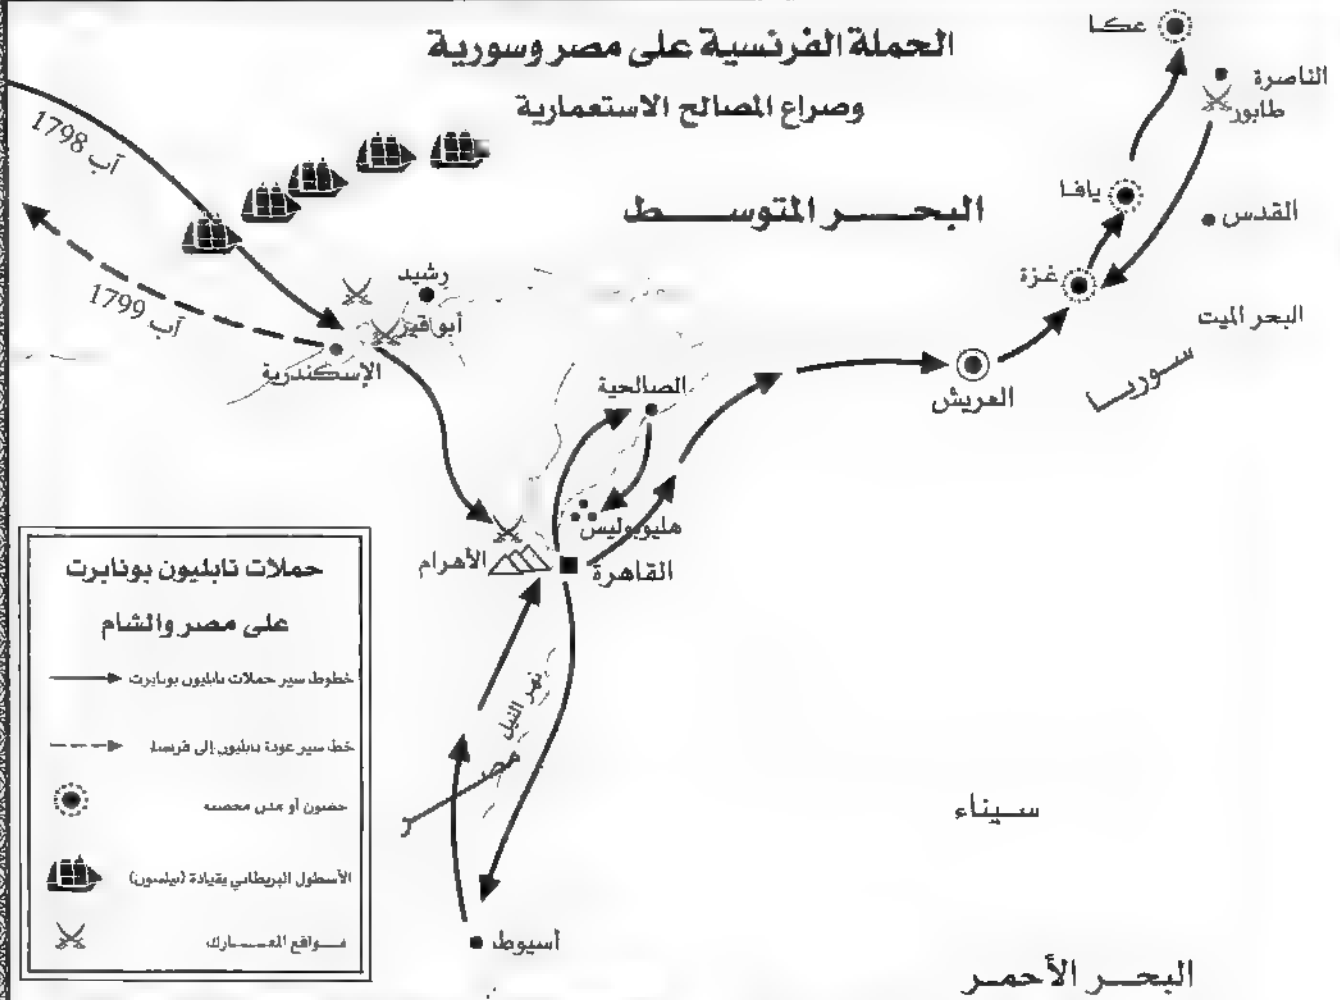 الحملة الفرنسية على مصر وسورية
وصراع المصالح الاستعمارية
عكا
الناصرة
طابور
يافا
القدس
غزة
البحر الميت
سوريا
العريش
البحر المتوسط
آب 1798
آب 1799
رشيد
أبو قير
الإسكندرية
الصالحية
هليوبوليس
الأهرام
القاهرة
نهر النيل
مصر
أسيوط
سيناء
البحر الأحمر
حملات نابليون بونابرت
على مصر والشام
خطوط سير حملات نابليون بونابرت
خط سير عودة نابليون إلى فرنسا
حصون أو مدن محصنة
الأسطول البريطاني بقيادة (نيلسون)
مواقع المعارك